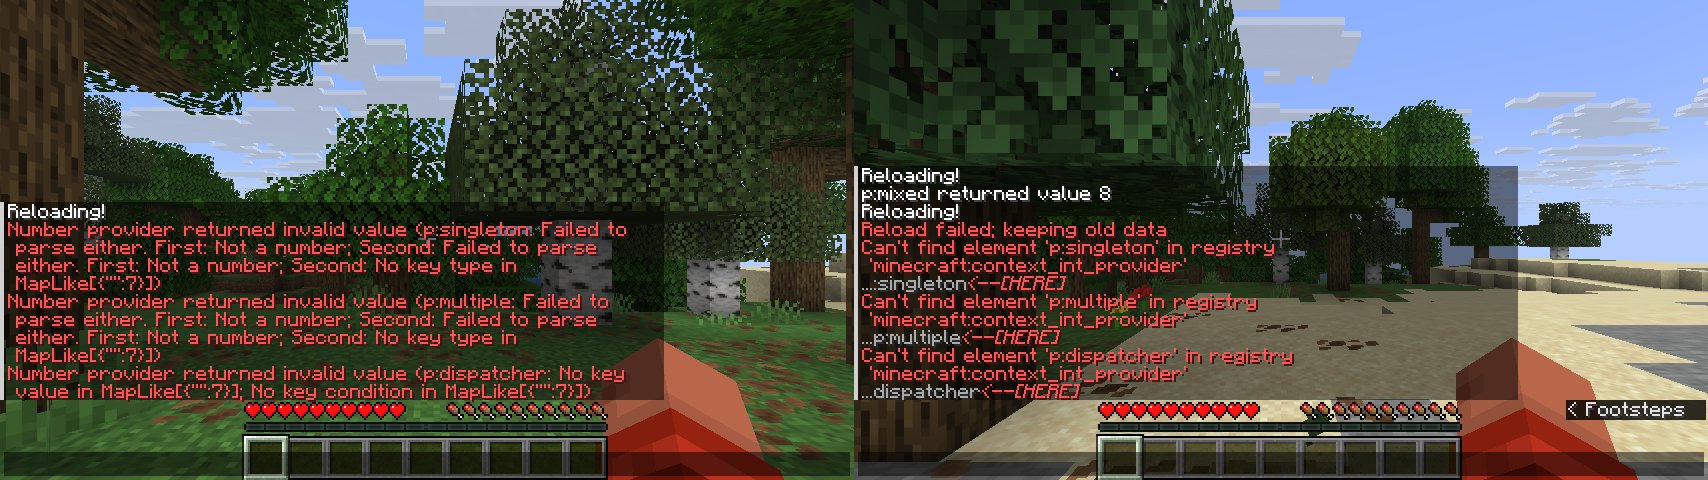 Reloading!
Number provider returned invalid value (p:singleton: Failed to
parse either. First: Not a number; Second: Failed to parse
either. First: Not a number; Second: No key type in
MapLike[{"":7}])
Number provider returned invalid value (p:multiple: Failed to
parse either. First: Not a number; Second: Failed to parse
either. First: Not a number; Second: No key type in
MapLike[{"":7}])
Number provider returned invalid value (p:dispatcher: No key
value in MapLike[{"":7}]; No key condition in MapLike[{"":7}])
Reloading!
p:mixed returned value 8
Reloading!
Reload failed; keeping old data
Can't find element 'p:singleton' in registry
'minecraft:context_int_provider'
...:singleton<--[HERE]
Can't find element 'p:multiple' in registry
'minecraft:context_int_provider'
...p:multiple<--[HERE]
Can't find element 'p:dispatcher' in registry
'minecraft:context_int_provider'
...dispatcher<--[HERE]
< Footsteps